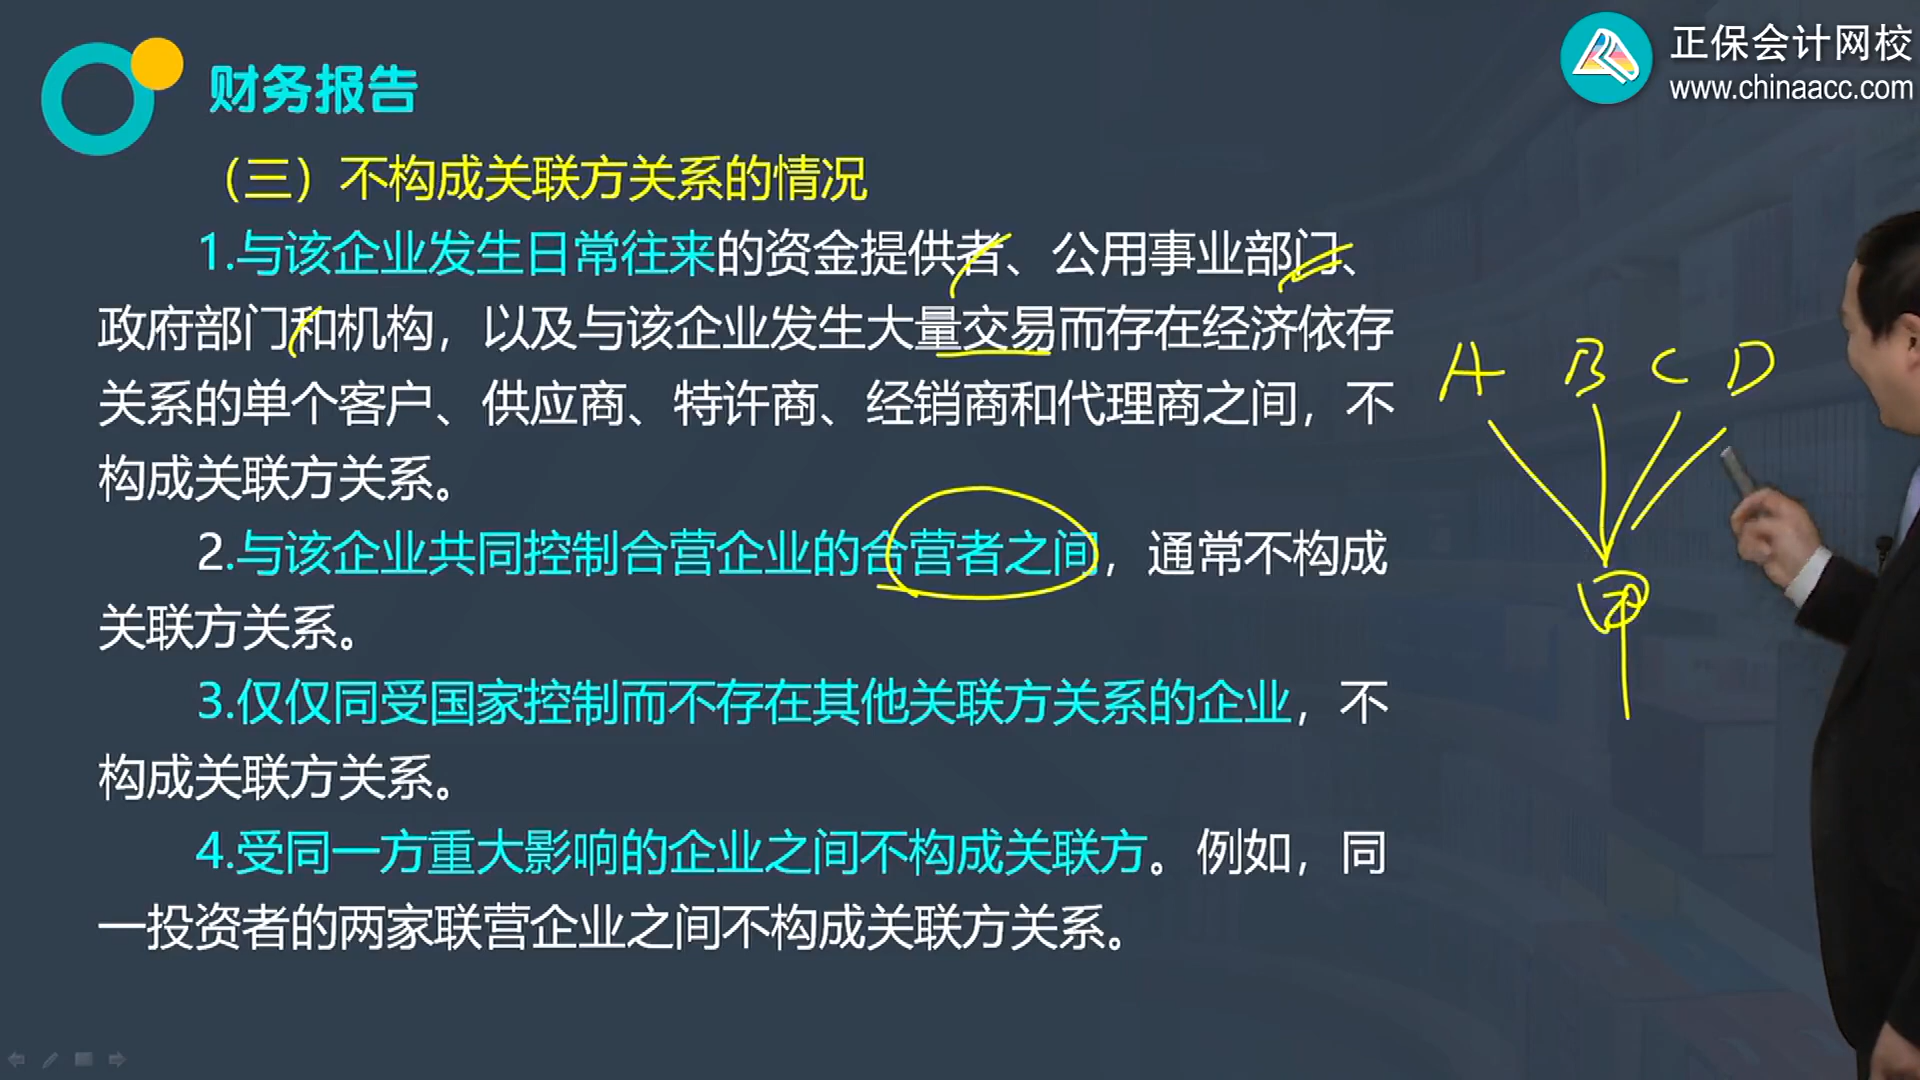 正保会计网校
www.chinaacc.com
财务报告
（三）不构成关联方关系的情况
1.与该企业发生日常往来的资金提供者、公用事业部门、
政府部门和机构，以及与该企业发生大量交易而存在经济依存
关系的单个客户、供应商、特许商、经销商和代理商之间，不
构成关联方关系。
2.与该企业共同控制合营企业的合营者之间，通常不构成
关联方关系。
3.仅仅同受国家控制而不存在其他关联方关系的企业，不
构成关联方关系。
4.受同一方重大影响的企业之间不构成关联方。例如，同
一投资者的两家联营企业之间不构成关联方关系。
A B C D
甲